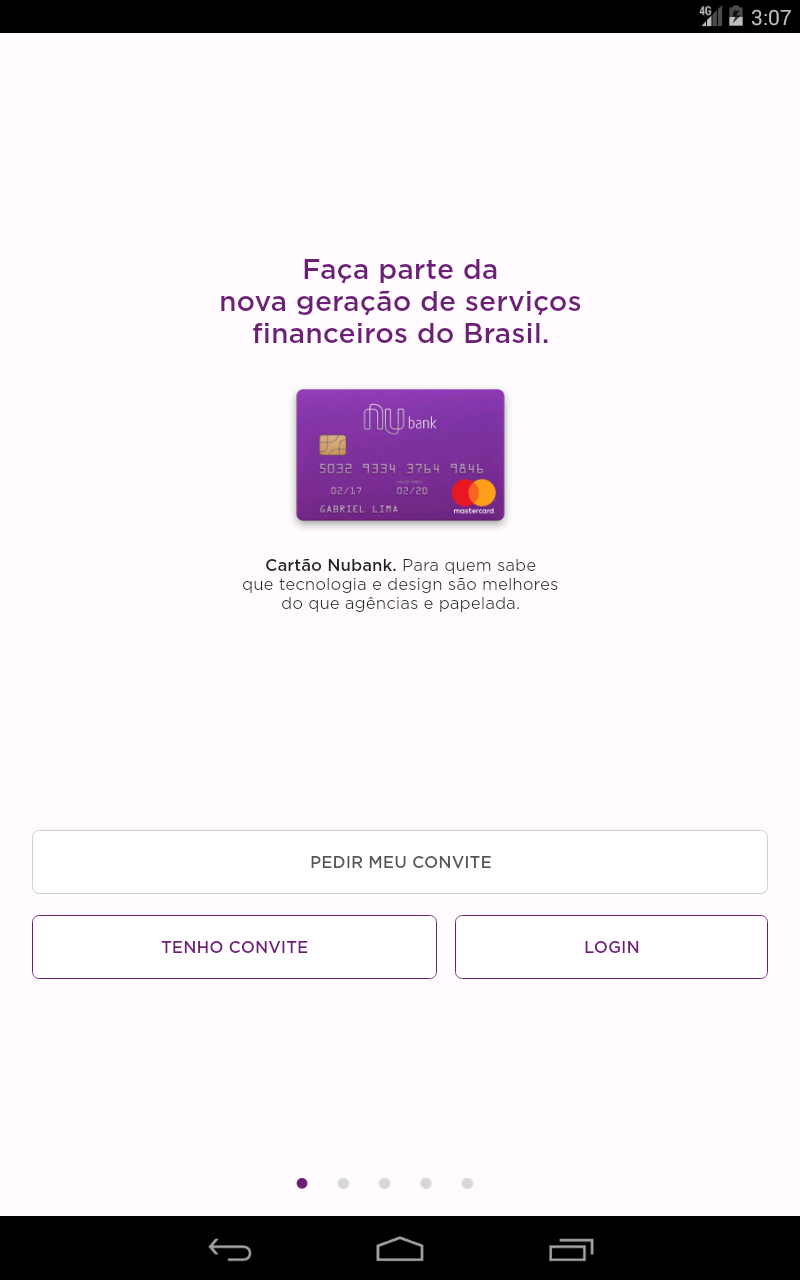 4G 3:07
Faça parte da
nova geração de serviços
financeiros do Brasil.
nu bank
5032 9334 3764 9846
02/17 02/20
GABRIEL LIMA
mastercard
Cartão Nubank. Para quem sabe
que tecnologia e design são melhores
do que agências e papelada.
PEDIR MEU CONVITE
TENHO CONVITE
LOGIN